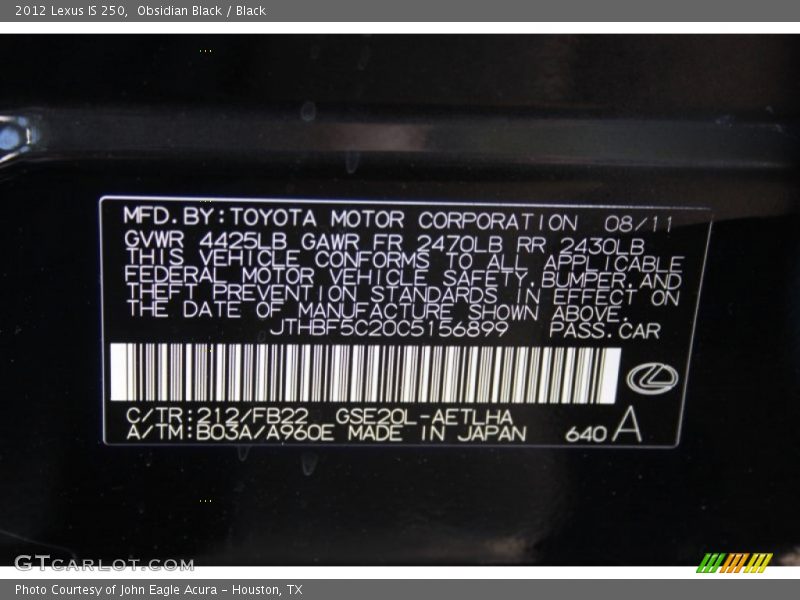 2012 Lexus IS 250,  Obsidian Black / Black
MFD.BY:TOYOTA MOTOR CORPORATION 08/11
GVWR 4425LB GAWR FR 2470LB RR 2430LB
THIS VEHICLE CONFORMS TO ALL APPLICABLE
FEDERAL MOTOR VEHICLE SAFETY,BUMPER,AND
THEFT PREVENTION STANDARDS IN EFFECT ON
THE DATE OF MANUFACTURE SHOWN ABOVE.
JTHBF5C20C5156899 PASS.CAR
C/TR:212/FB22 GSE20L-AETLHA
A/TM:B03A/A960E MADE IN JAPAN 640 A
GTCARLOT.COM
Photo Courtesy of John Eagle Acura – Houston, TX